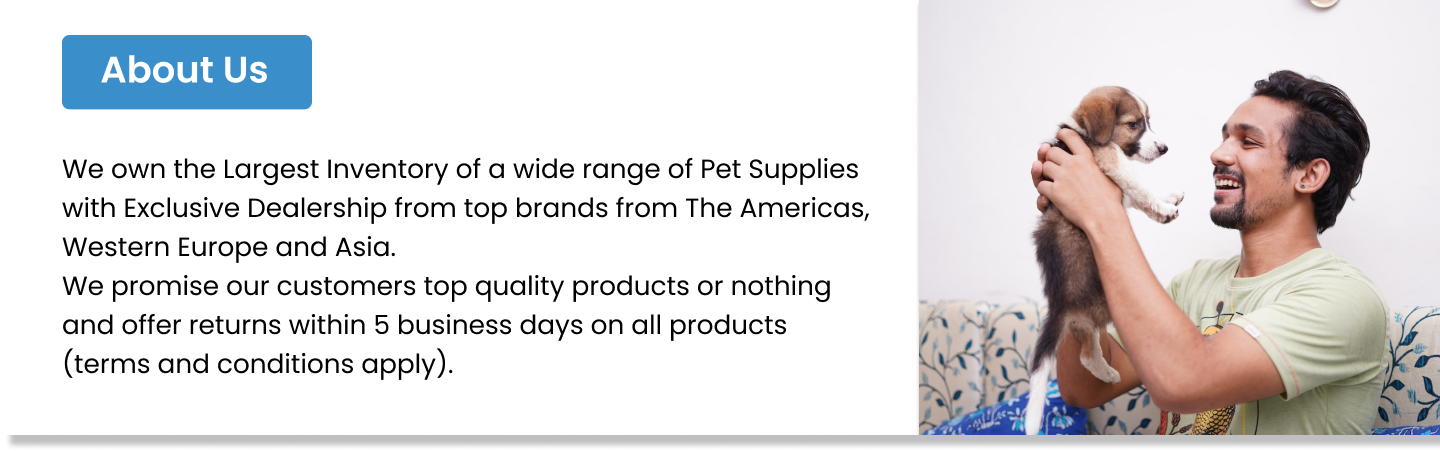 About Us
We own the Largest Inventory of a wide range of Pet Supplies
with Exclusive Dealership from top brands from The Americas,
Western Europe and Asia.
We promise our customers top quality products or nothing
and offer returns within 5 business days on all products
(terms and conditions apply).